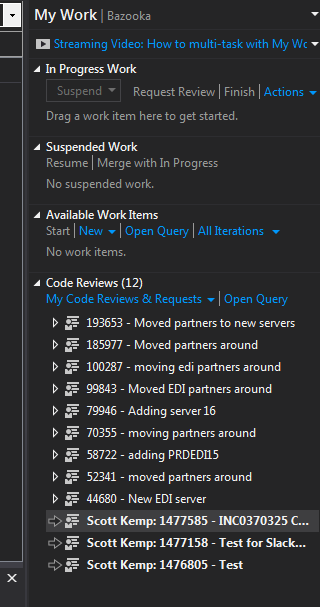 My Work | Bazooka
Streaming Video: How to multi-task with My Wo
In Progress Work
Suspend | Request Review | Finish | Actions
Drag a work item here to get started.
Suspended Work
Resume | Merge with In Progress
No suspended work.
Available Work Items
Start | New | Open Query | All Iterations
No work items.
Code Reviews (12)
My Code Reviews & Requests | Open Query
193653 - Moved partners to new servers
185977 - Moved partners around
100287 - moving edi partners around
99843 - Moved EDI partners around
79946 - Adding server 16
70355 - moving partners around
58722 - adding PRDEDI15
52341 - moved partners around
44680 - New EDI server
Scott Kemp: 1477585 - INC0370325 C...
Scott Kemp: 1477158 - Test for Slack...
Scott Kemp: 1476805 - Test